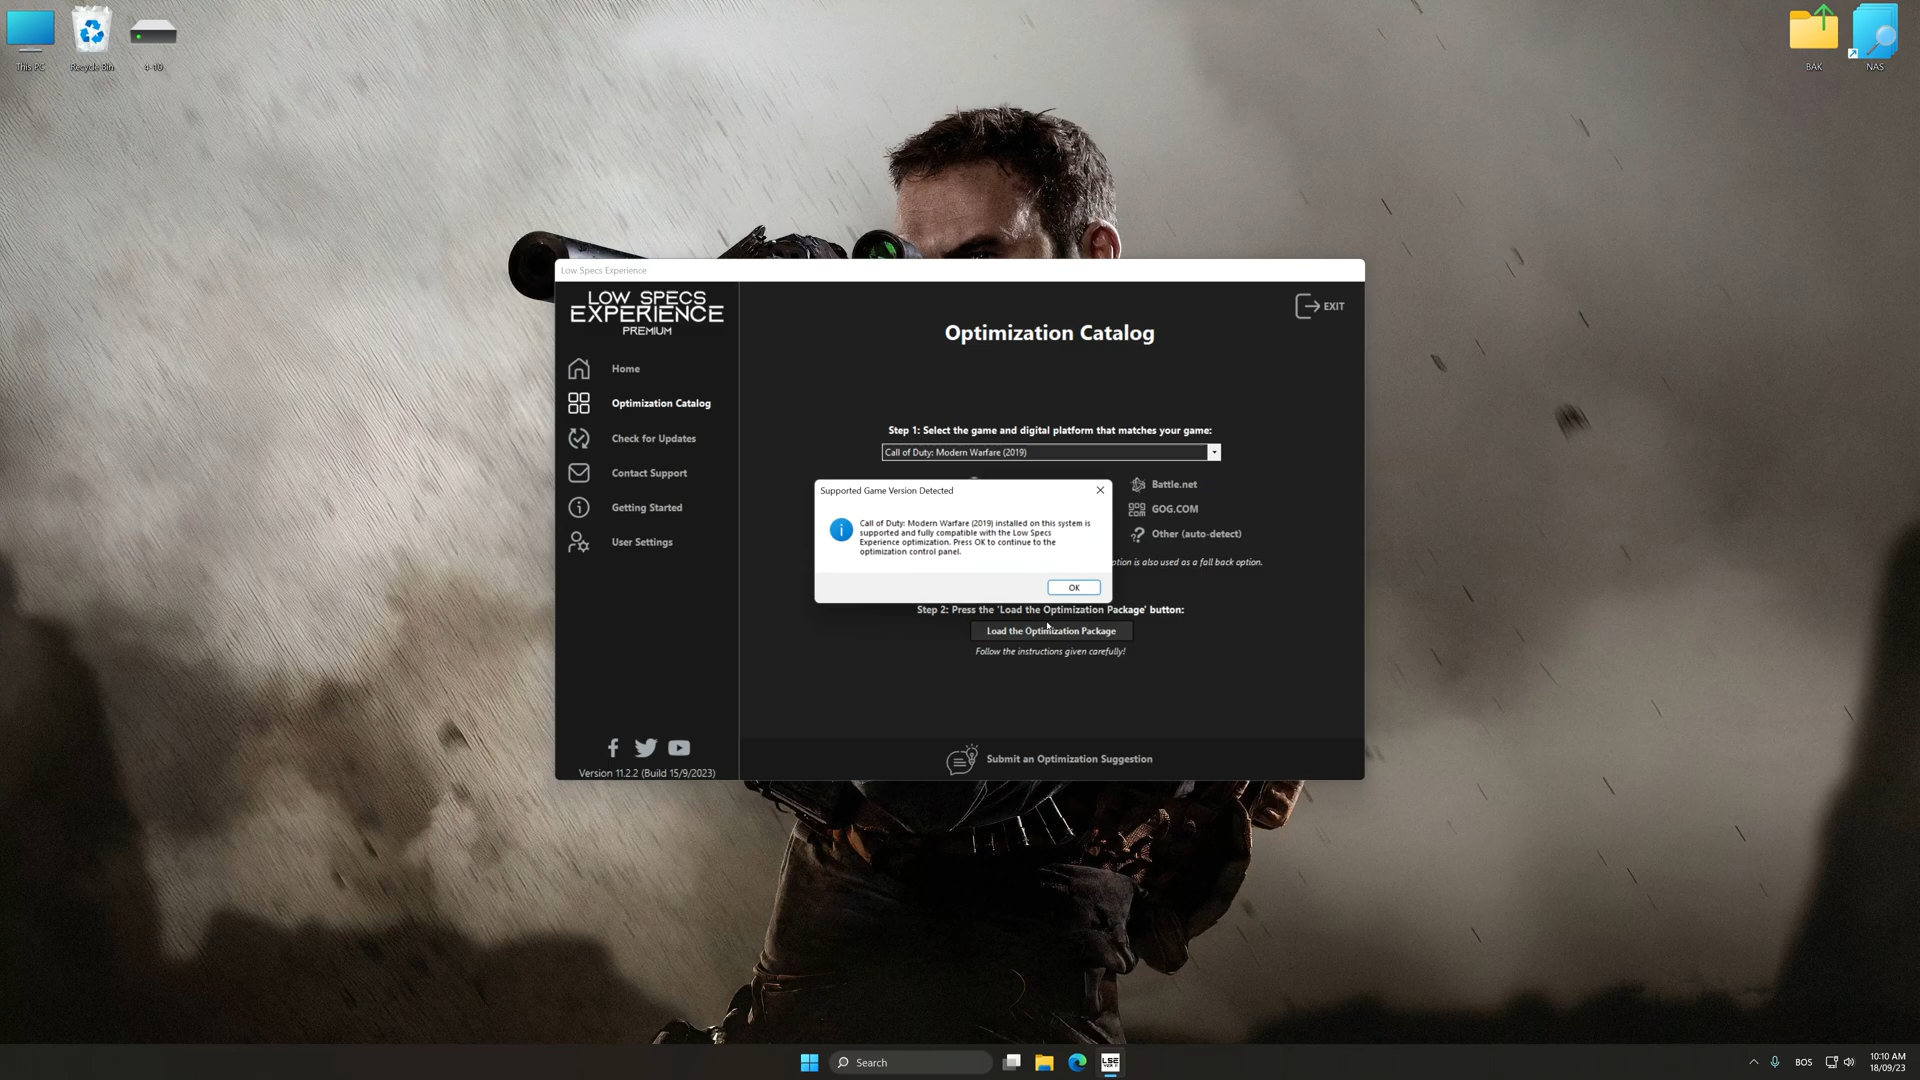 This PC
Recycle Bin
4-10
BAK
NAS
Low Specs Experience
LOW SPECS
EXPERIENCE
PREMIUM
Home
Optimization Catalog
Check for Updates
Contact Support
Getting Started
User Settings
Version 11.2.2 (Build 15/9/2023)
EXIT
Optimization Catalog
Step 1: Select the game and digital platform that matches your game:
Call of Duty: Modern Warfare (2019)
Battle.net
GOG.COM
Other (auto-detect)
option is also used as a fall back option.
Supported Game Version Detected
Call of Duty: Modern Warfare (2019) installed on this system is
supported and fully compatible with the Low Specs
Experience optimization. Press OK to continue to the
optimization control panel.
OK
Step 2: Press the 'Load the Optimization Package' button:
Load the Optimization Package
Follow the instructions given carefully!
Submit an Optimization Suggestion
Search
LSE
BOS
10:10 AM
18/09/23